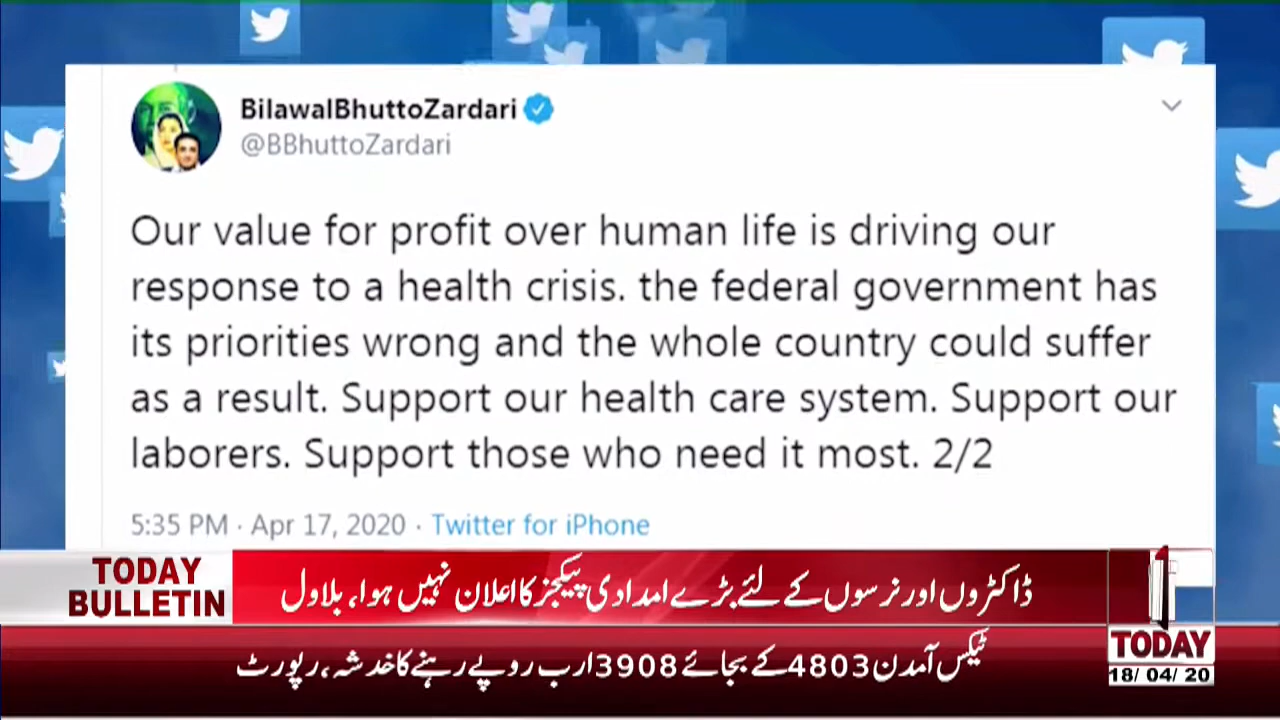 BilawalBhuttoZardari
@BBhuttoZardari
Our value for profit over human life is driving our
response to a health crisis. the federal government has
its priorities wrong and the whole country could suffer
as a result. Support our health care system. Support our
laborers. Support those who need it most. 2/2
5:35 PM · Apr 17, 2020 · Twitter for iPhone
TODAY
BULLETIN
ڈاکٹروں اور نرسوں کے لئے بڑے امدادی پیکجز کا اعلان نہیں ہوا، بلاول
ٹیکس آمدن 4803 کے بجائے 3908 ارب روپے رہنے کا خدشہ، رپورٹ
1
TODAY
18/ 04/ 20